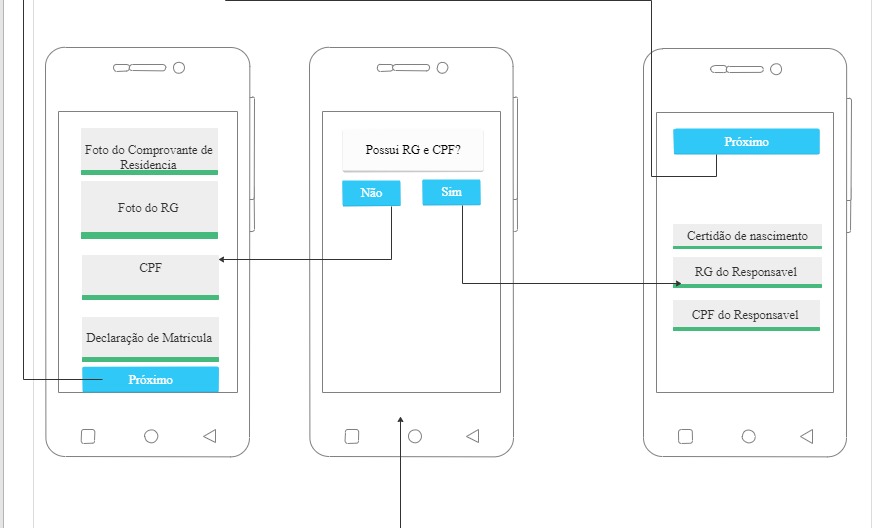 Foto do Comprovante de
Residencia
Foto do RG
CPF
Declaração de Matricula
Próximo
Possui RG e CPF?
Não
Sim
Próximo
Certidão de nascimento
RG do Responsavel
CPF do Responsavel